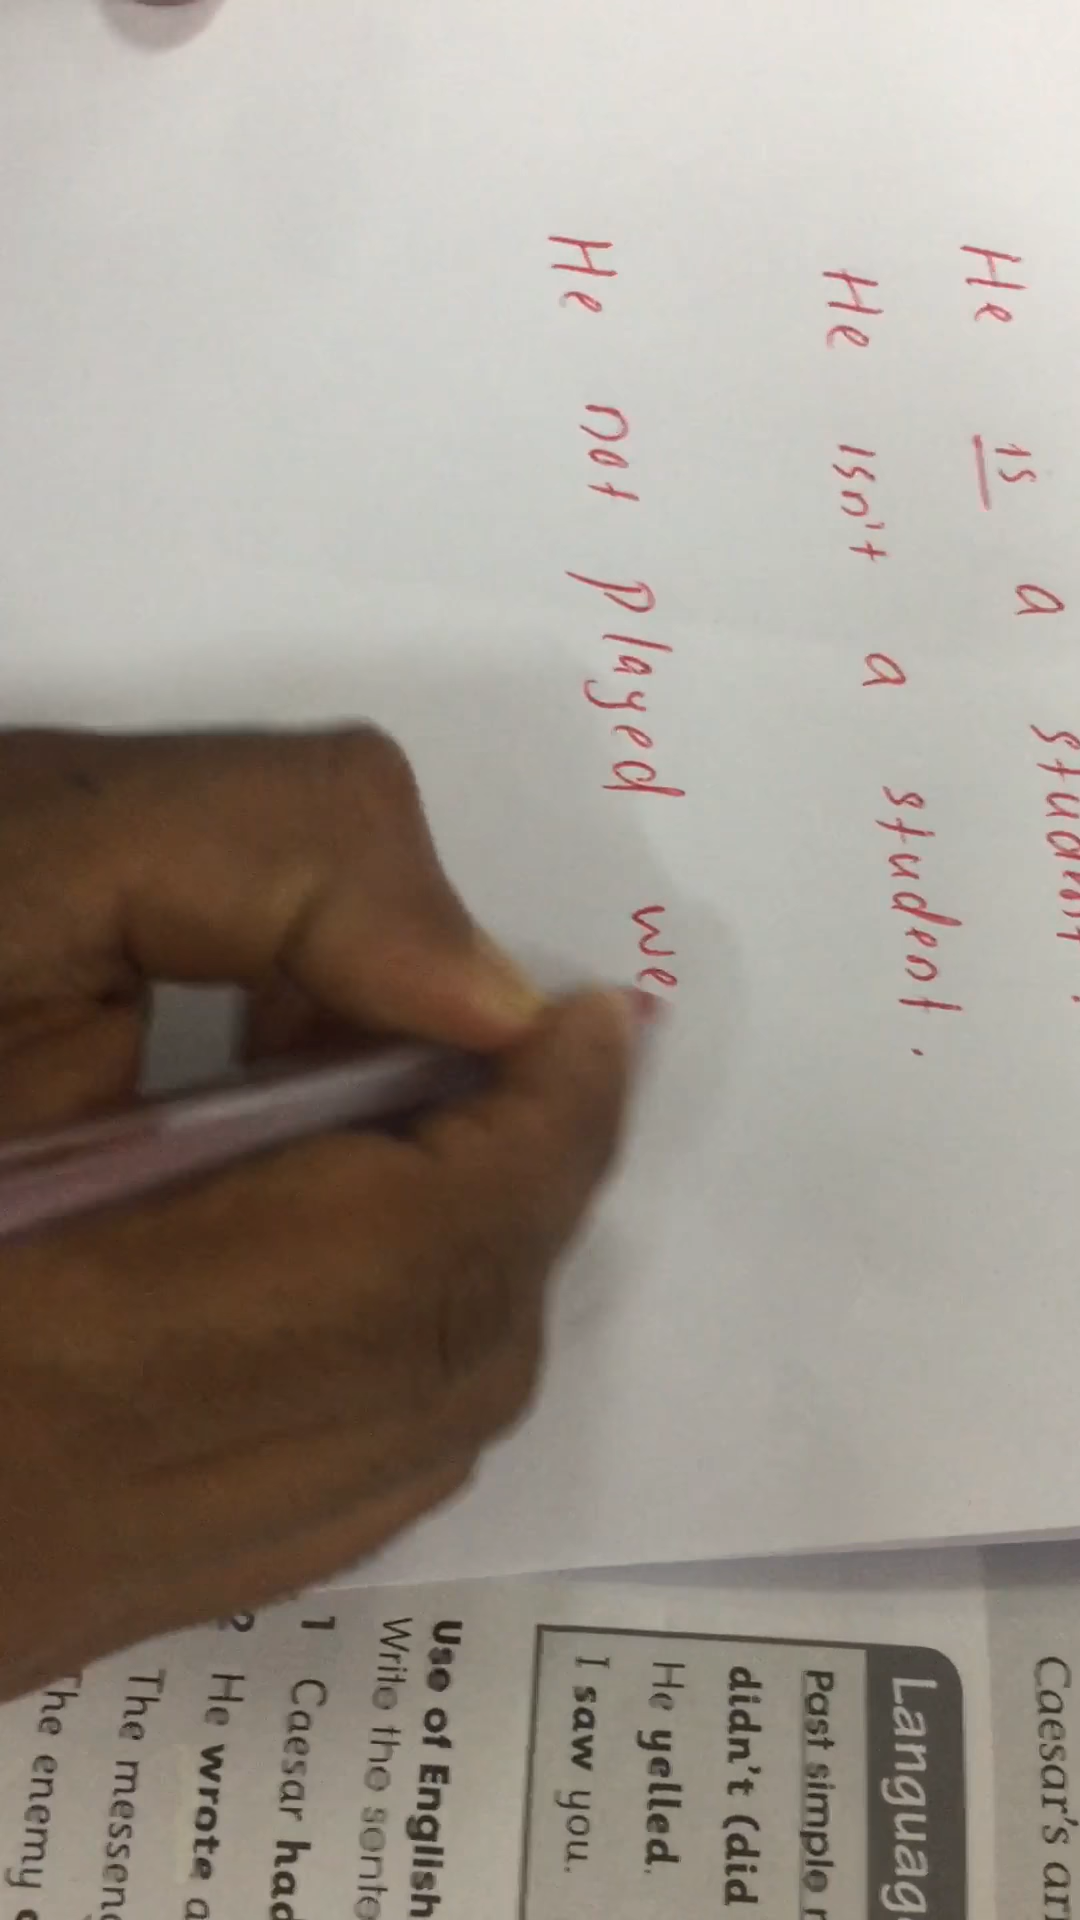 He is a student.
He isn't a student.
He not played we
Caesar's
Languag
Past simple
didn't (did
He yelled.
I saw you.
Use of English
Write the sente
1 Caesar had
2 He wrote a
The messen
The enemy